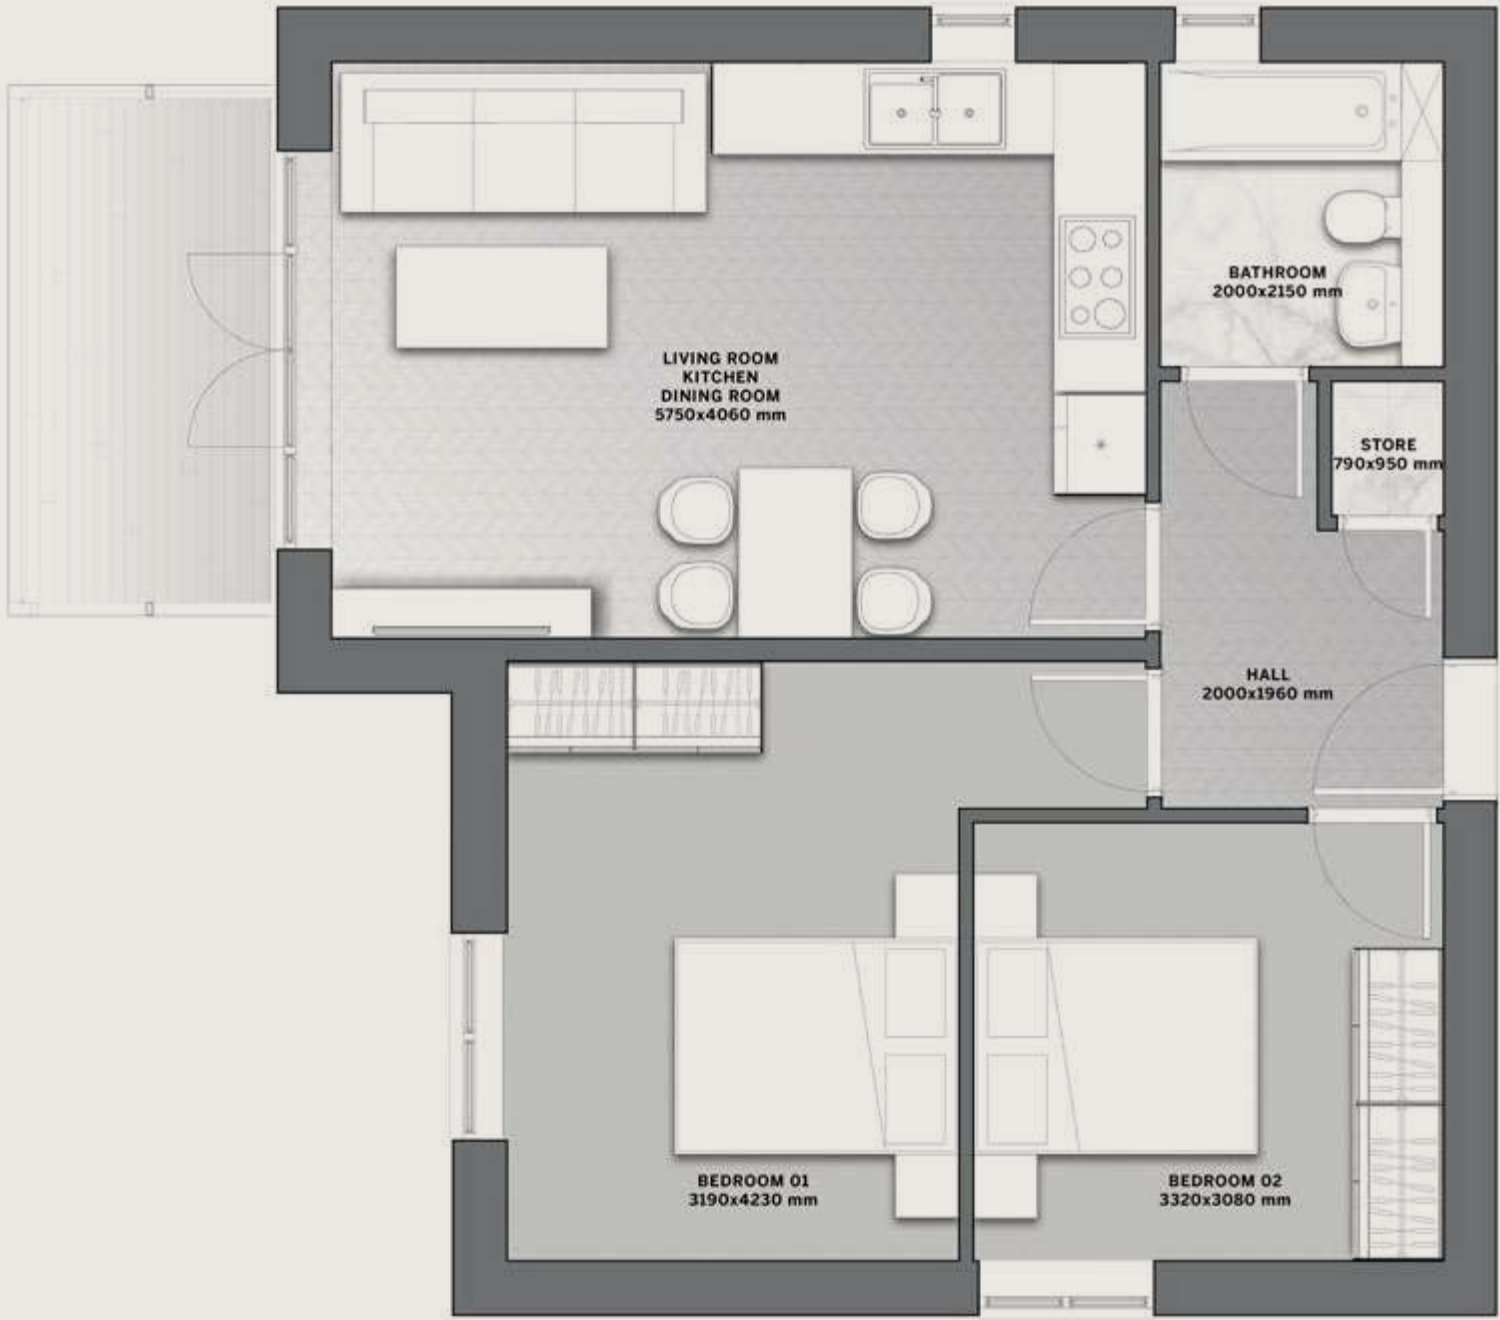 LIVING ROOM
KITCHEN
DINING ROOM
5750x4060 mm
BATHROOM
2000x2150 mm
STORE
790x950 mm
HALL
2000x1960 mm
BEDROOM 01
3190x4230 mm
BEDROOM 02
3320x3080 mm